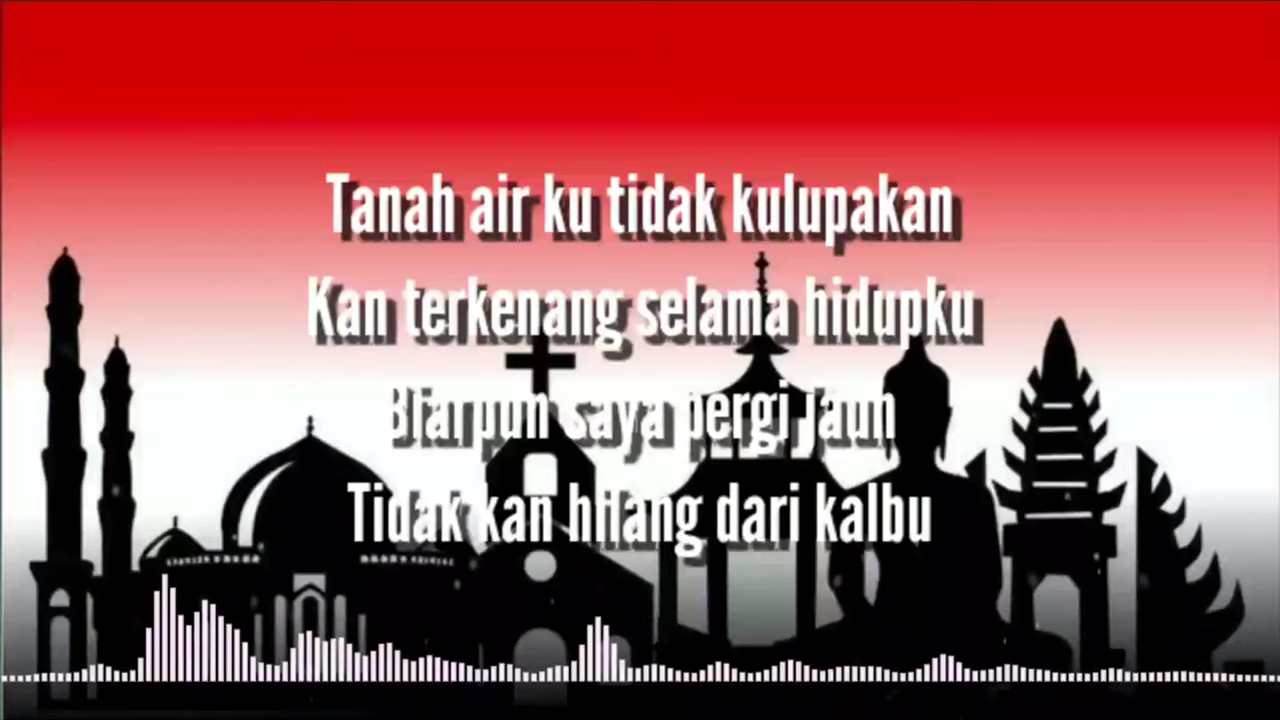 Tanah air ku tidak kulupakan
Kan terkenang selama hidupku
Biarpun saya pergi jauh
Tidak kan hilang dari kalbu